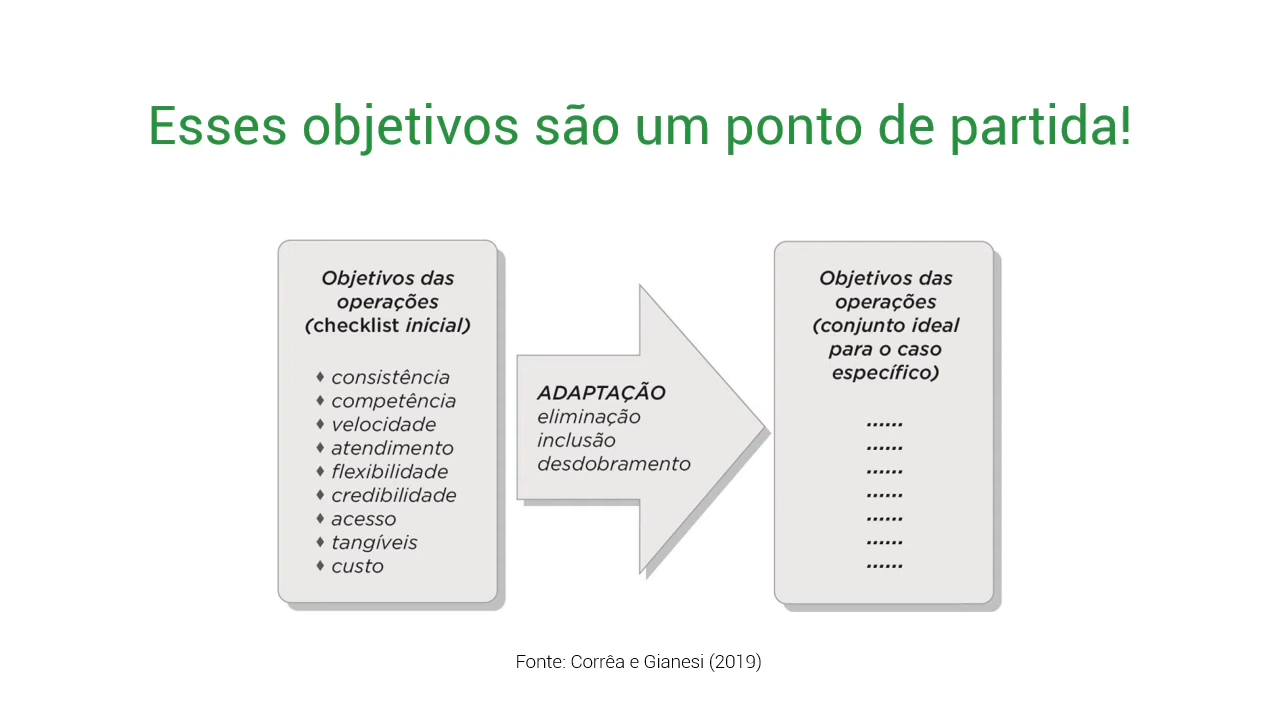 Esses objetivos são um ponto de partida!
Objetivos das
operações
(checklist inicial)
♦ consistência
♦ competência
♦ velocidade
♦ atendimento
♦ flexibilidade
♦ credibilidade
♦ acesso
♦ tangíveis
♦ custo
ADAPTAÇÃO
eliminação
inclusão
desdobramento
Objetivos das
operações
(conjunto ideal
para o caso
específico)
......
......
......
......
......
......
......
Fonte: Corrêa e Gianesi (2019)